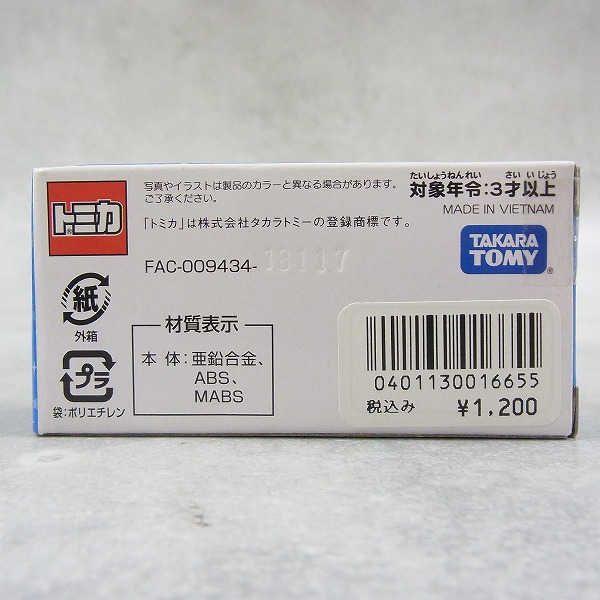 トミカ
写真やイラストは製品のカラーと異なる場合があります。
ご了承ください。
「トミカ」は株式会社タカラトミーの登録商標です。
たいしょうねんれい さい いじょう
対象年令:3才以上
MADE IN VIETNAM
TAKARA
TOMY
®
FAC-009434-
紙
外箱
プラ
袋:ポリエチレン
材質表示
本 体:亜鉛合金、
ABS、
MABS
0401130016655
税込み ¥1,200